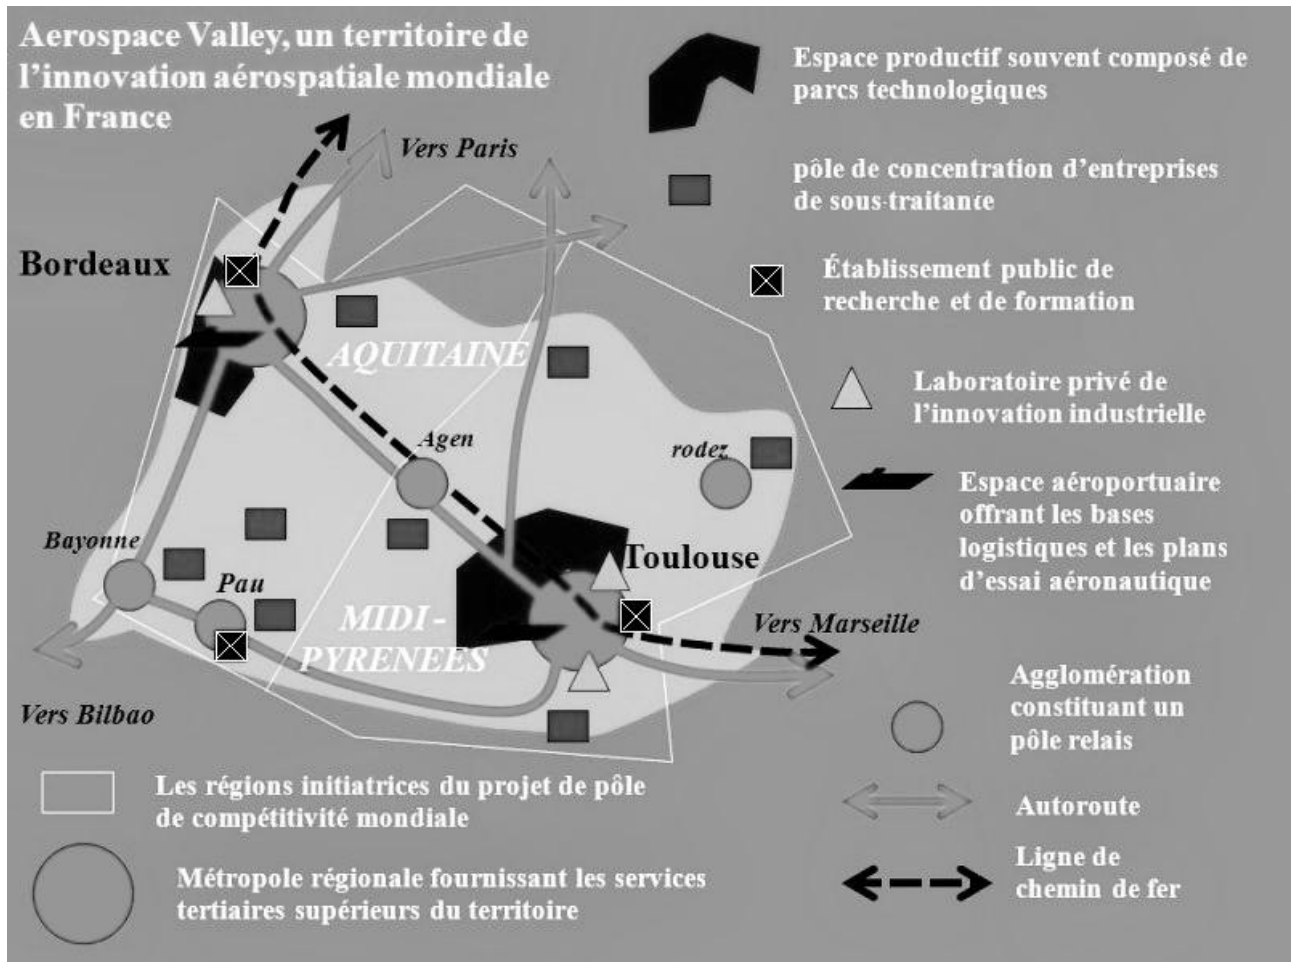 Aerospace Valley, un territoire de
l'innovation aérospatiale mondiale
en France
Vers Paris
Bordeaux
AQUITAINE
Agen
rodez
Bayonne
Pau
Toulouse
MIDI -
PYRENEES
Vers Marseille
Vers Bilbao
Espace productif souvent composé de
parcs technologiques
pôle de concentration d'entreprises
de sous-traitante
Établissement public de
recherche et de formation
Laboratoire privé de
l'innovation industrielle
Espace aéroportuaire
offrant les bases
logistiques et les plans
d'essai aéronautique
Agglomération
constituant un
pôle relais
Autoroute
Ligne de
chemin de fer
Les régions initiatrices du projet de pôle
de compétitivité mondiale
Métropole régionale fournissant les services
tertiaires supérieurs du territoire